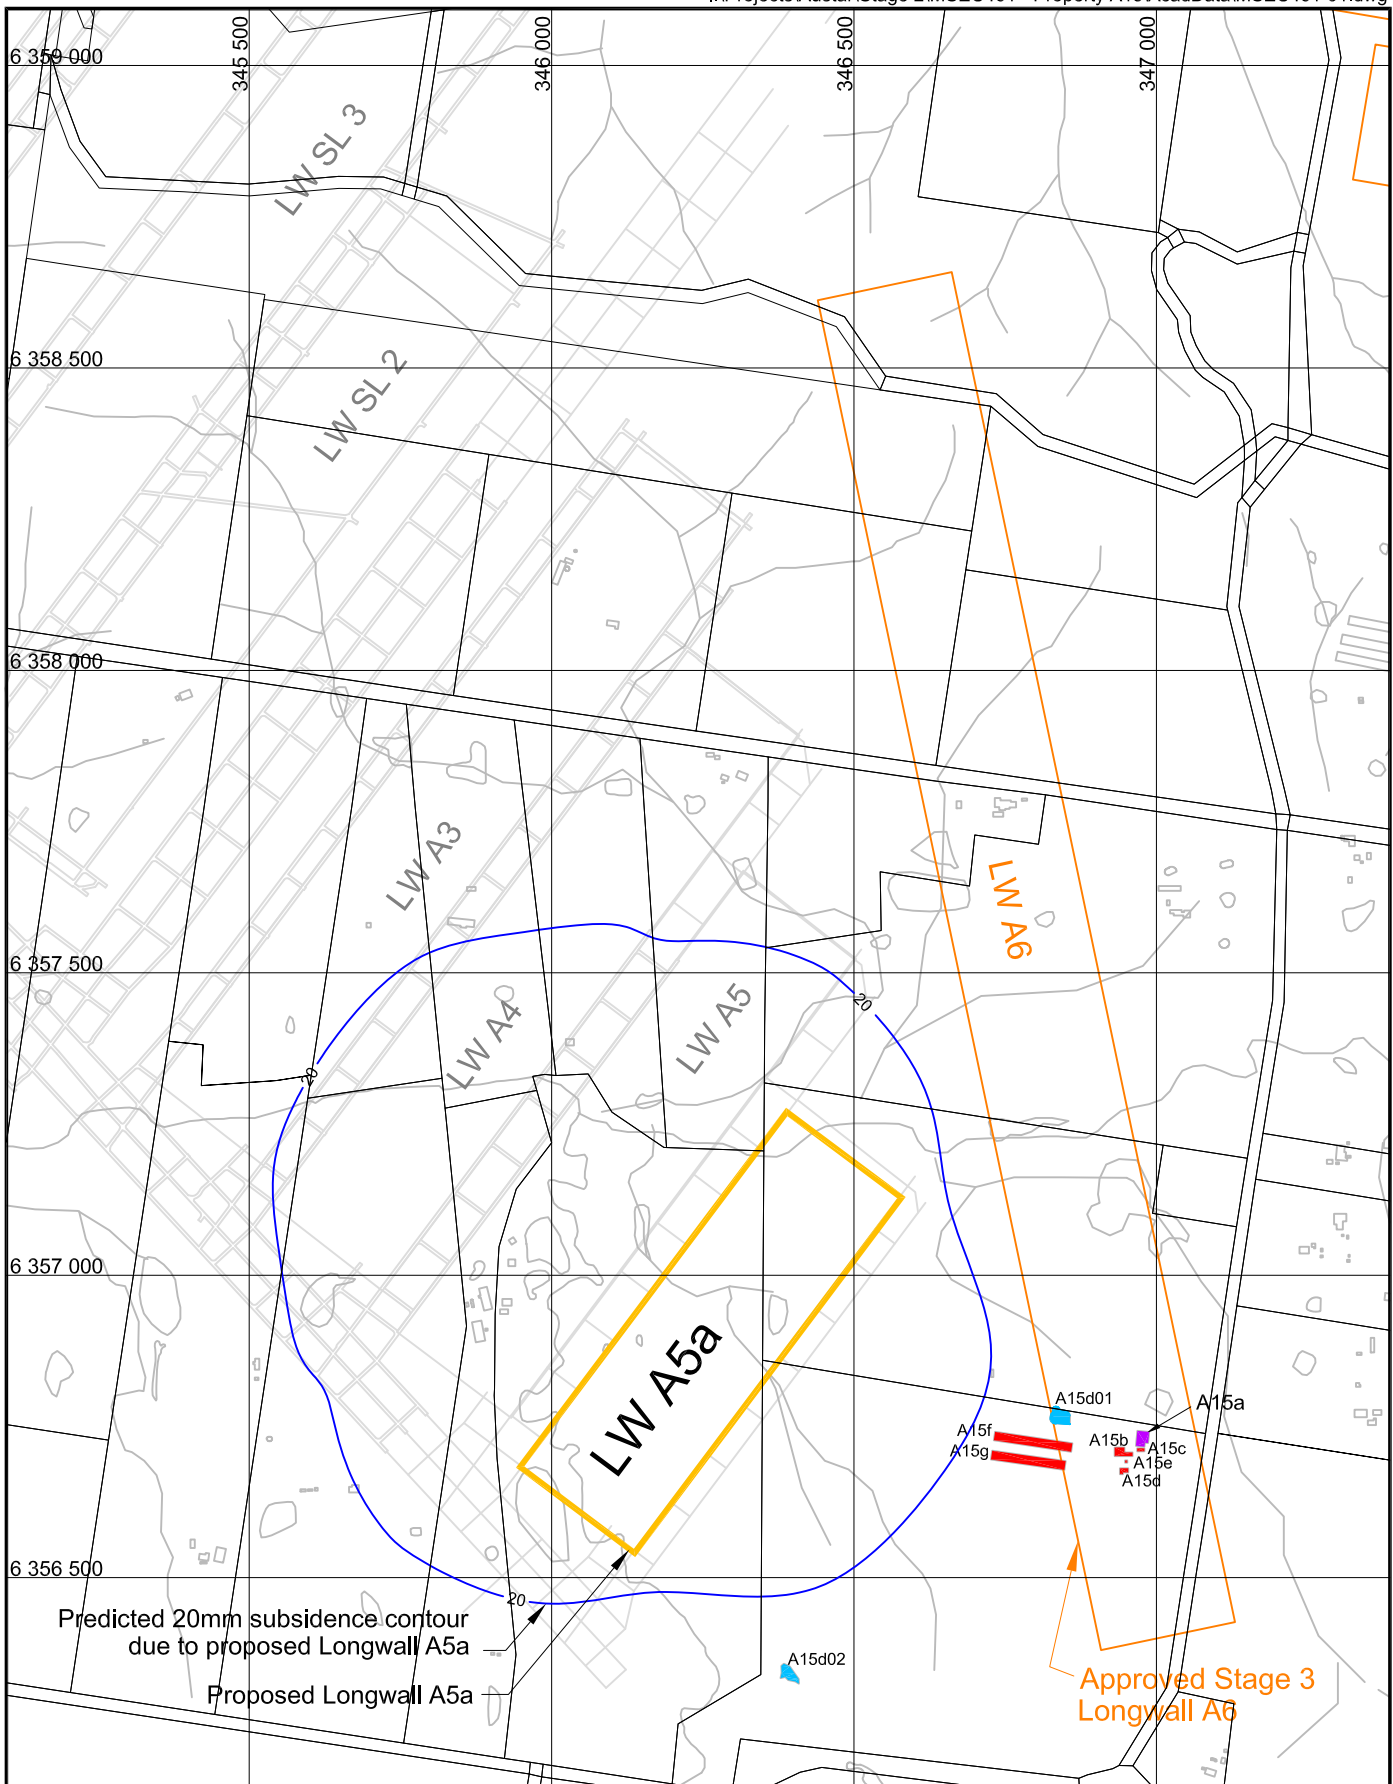 345 500
346 000
346 500
347 000
6 359 000
LW SL 3
6 358 500
LW SL 2
6 358 000
LW A3
LW A6
6 357 500
LW A4
LW A5
20
20
6 357 000
LW A5a
A15d01
A15a
A15f
A15b
A15c
A15g
A15e
A15d
6 356 500
20
Predicted 20mm subsidence contour
due to proposed Longwall A5a
A15d02
Proposed Longwall A5a
Approved Stage 3
Longwall A6